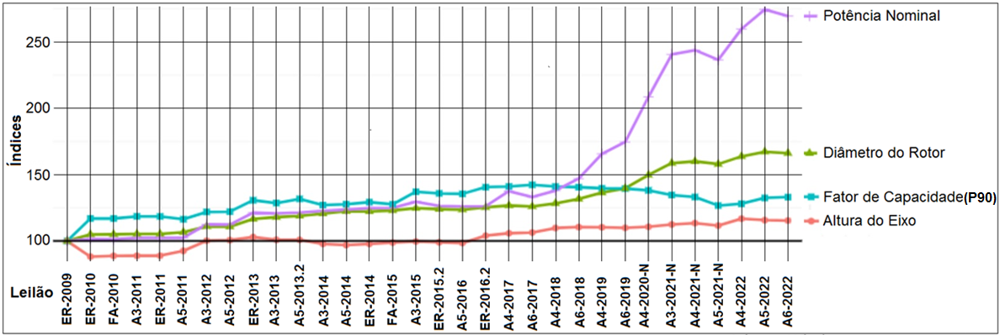 Índices
250
200
150
100
Potência Nominal
Diâmetro do Rotor
Fator de Capacidade(P90)
Altura do Eixo
Leilão
ER-2009
ER-2010
FA-2010
A3-2011
ER-2011
A5-2011
A3-2012
A5-2012
ER-2013
A3-2013
A5-2013.2
A3-2014
A5-2014
ER-2014
FA-2015
A3-2015
ER-2015.2
A5-2016
ER-2016.2
A4-2017
A6-2017
A4-2018
A6-2018
A4-2019
A6-2019
A4-2020-N
A3-2021-N
A4-2021-N
A5-2021-N
A4-2022
A5-2022
A6-2022